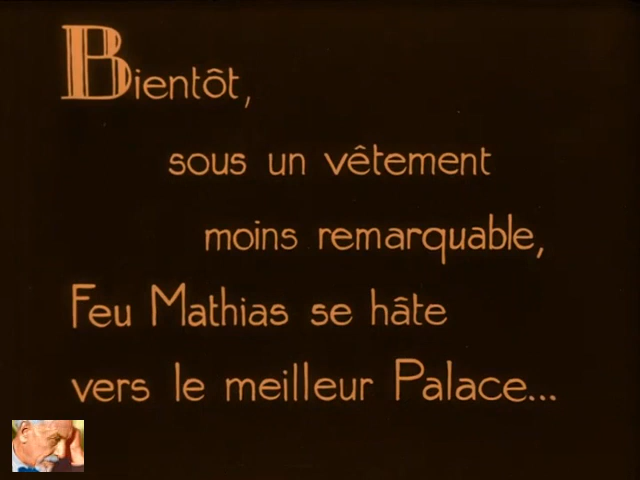 Bientôt,
sous un vêtement
moins remarquable,
Feu Mathias se hâte
vers le meilleur Palace...